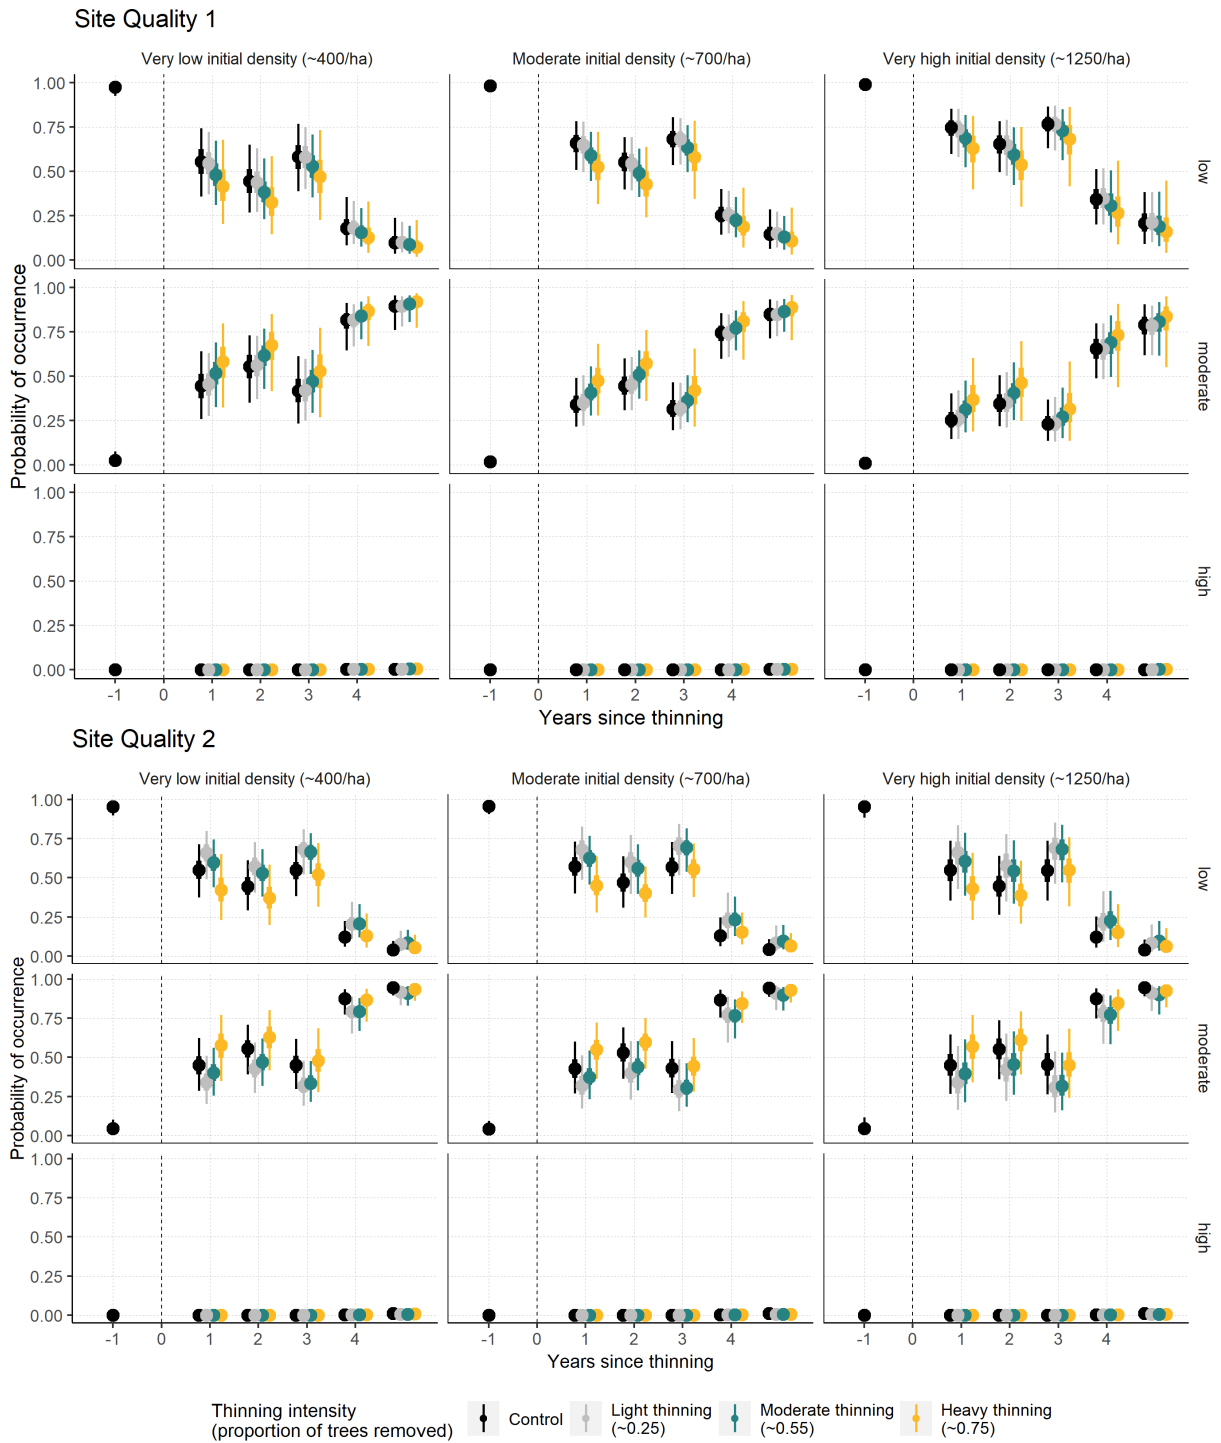 Site Quality 1
Very low initial density (~400/ha)
Moderate initial density (~700/ha)
Very high initial density (~1250/ha)
Probability of occurrence
1.00
0.75
0.50
0.25
0.00
low
1.00
0.75
0.50
0.25
0.00
moderate
1.00
0.75
0.50
0.25
0.00
high
-1 0 1 2 3 4
-1 0 1 2 3 4
-1 0 1 2 3 4
Years since thinning
Site Quality 2
Very low initial density (~400/ha)
Moderate initial density (~700/ha)
Very high initial density (~1250/ha)
Probability of occurrence
1.00
0.75
0.50
0.25
0.00
low
1.00
0.75
0.50
0.25
0.00
moderate
1.00
0.75
0.50
0.25
0.00
high
-1 0 1 2 3 4
-1 0 1 2 3 4
-1 0 1 2 3 4
Years since thinning
Thinning intensity
(proportion of trees removed)
Control
Light thinning
(~0.25)
Moderate thinning
(~0.55)
Heavy thinning
(~0.75)